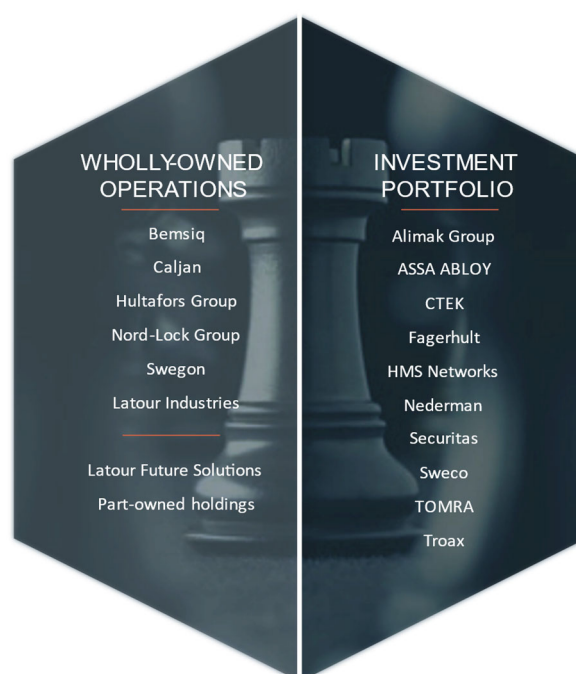 WHOLLY-OWNED
OPERATIONS
Bemsiq
Caljan
Hultafors Group
Nord-Lock Group
Swegon
Latour Industries
Latour Future Solutions
Part-owned holdings
INVESTMENT
PORTFOLIO
Alimak Group
ASSA ABLOY
CTEK
Fagerhult
HMS Networks
Nederman
Securitas
Sweco
TOMRA
Troax